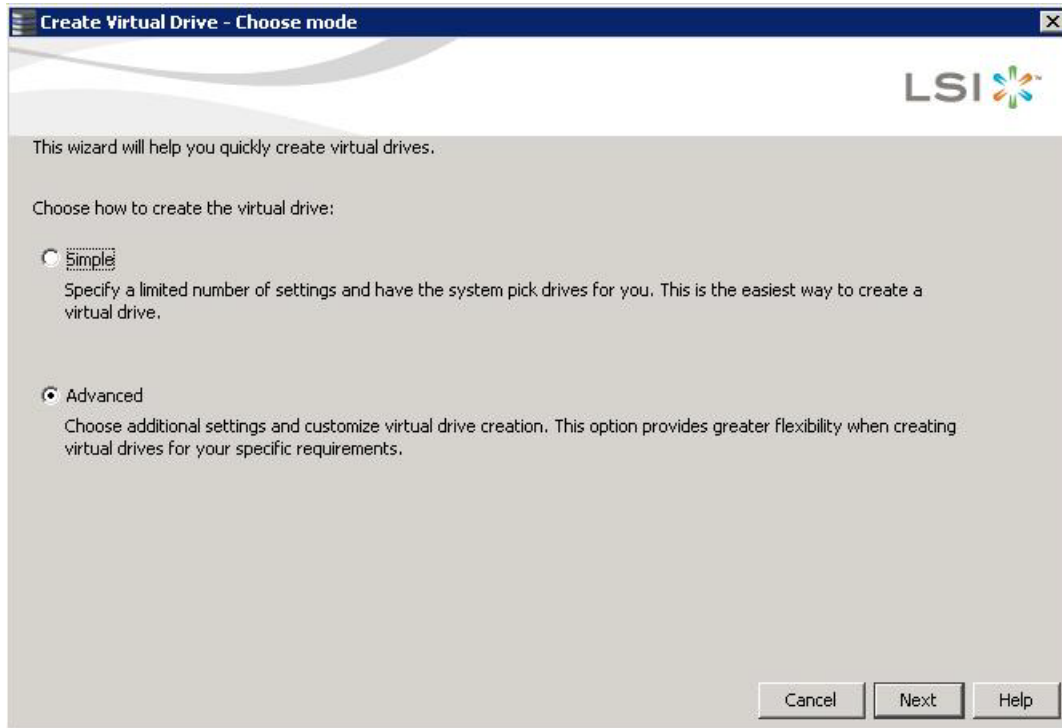 Create Virtual Drive - Choose mode
LSI
This wizard will help you quickly create virtual drives.
Choose how to create the virtual drive:
Simple
Specify a limited number of settings and have the system pick drives for you. This is the easiest way to create a
virtual drive.
Advanced
Choose additional settings and customize virtual drive creation. This option provides greater flexibility when creating
virtual drives for your specific requirements.
Cancel Next Help